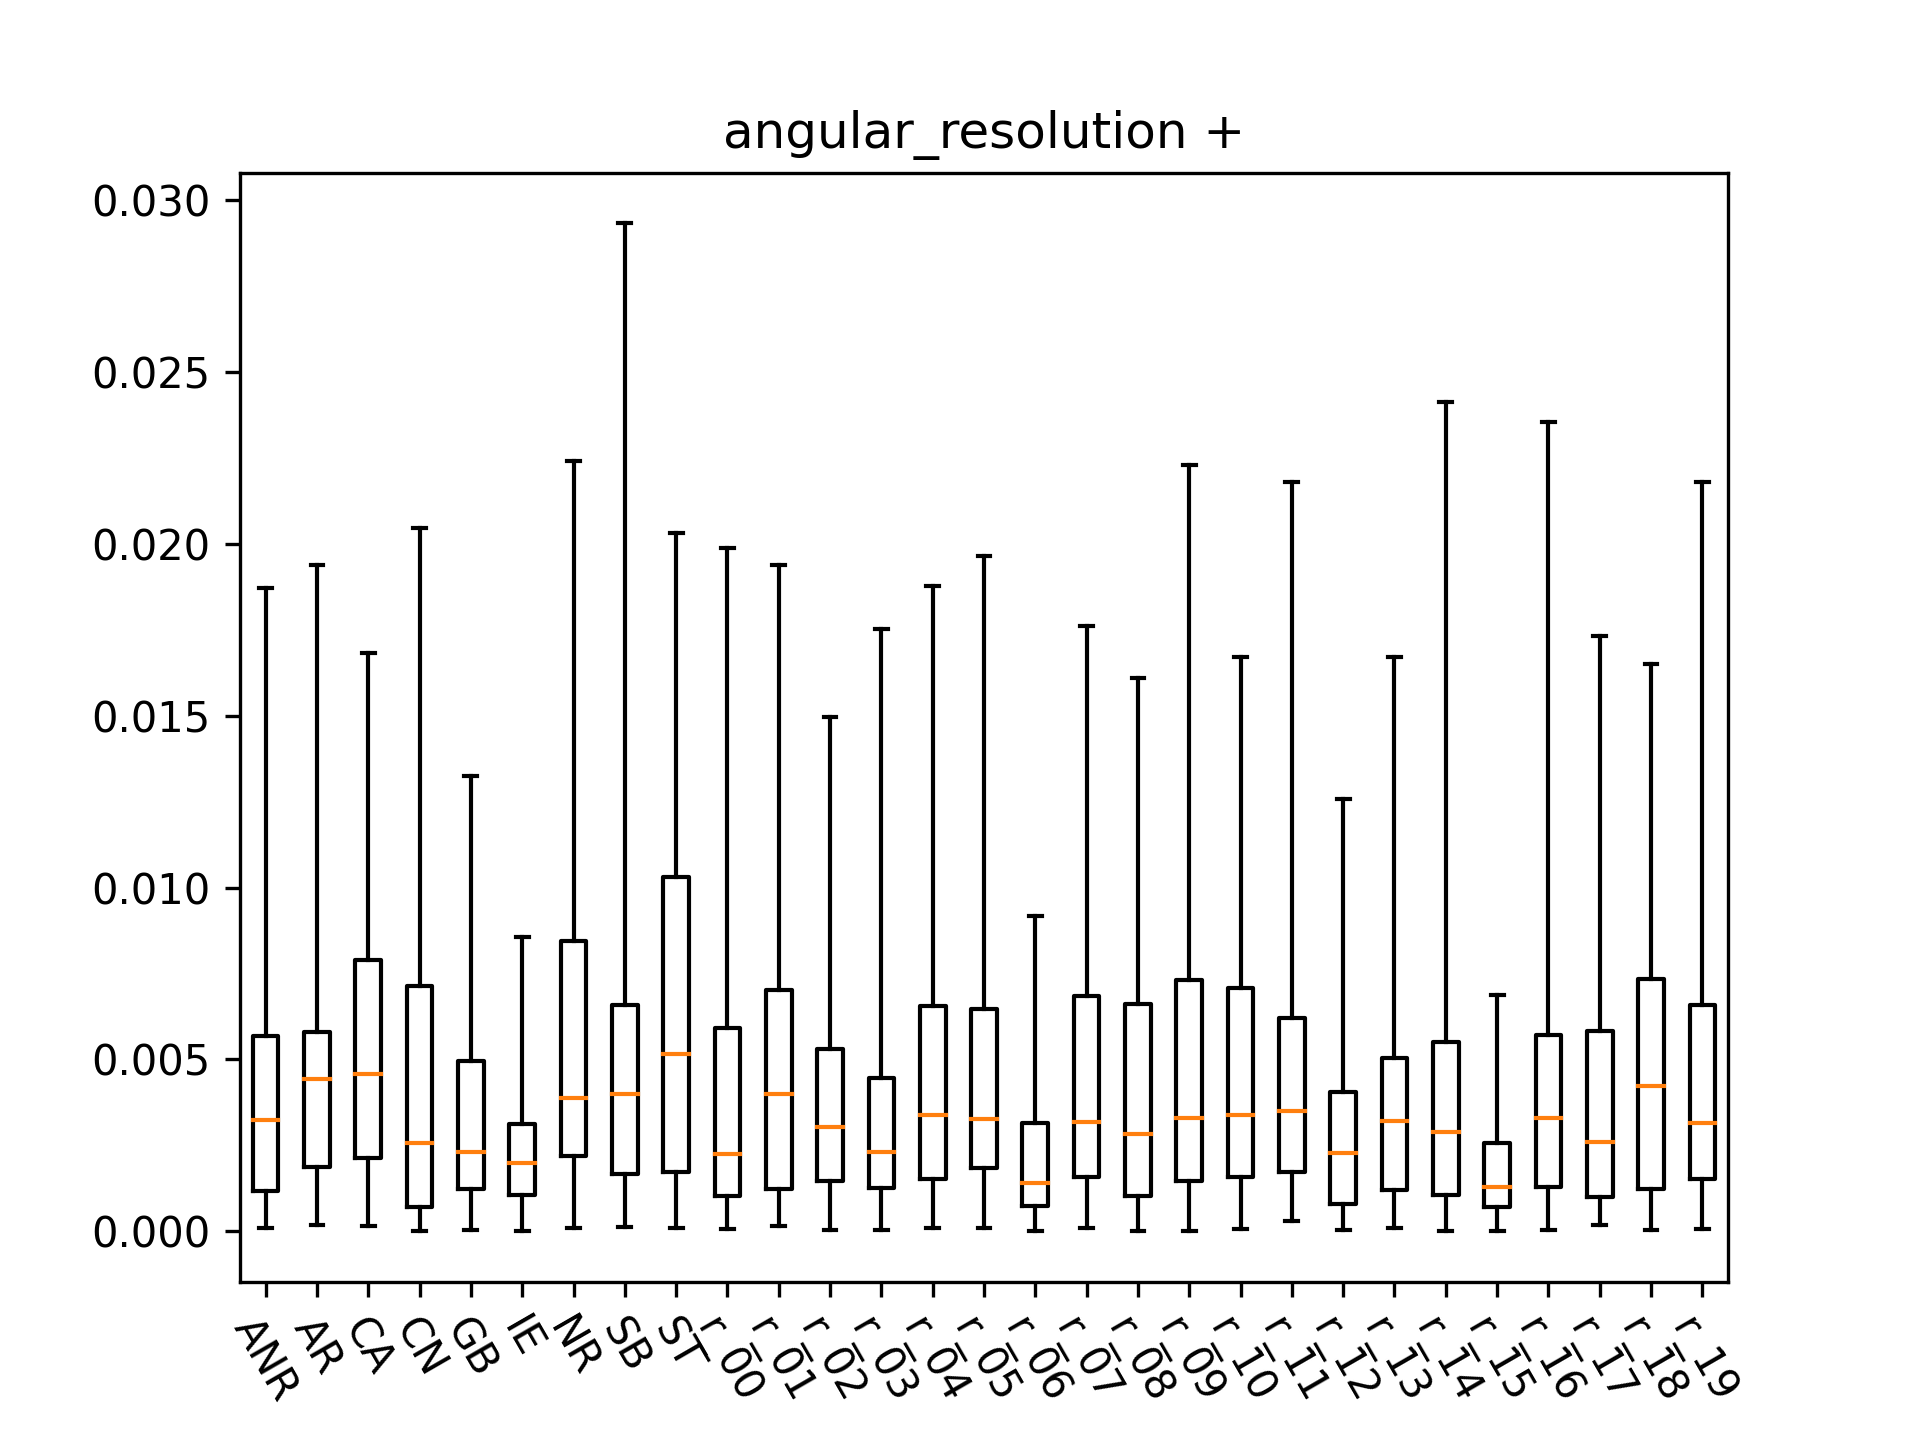 angular_resolution +
0.030
0.025
0.020
0.015
0.010
0.005
0.000
ANR
AR
CA
CN
GB
IE
NR
SB
ST
r_00
r_01
r_02
r_03
r_04
r_05
r_06
r_07
r_08
r_09
r_10
r_11
r_12
r_13
r_14
r_15
r_16
r_17
r_18
r_19